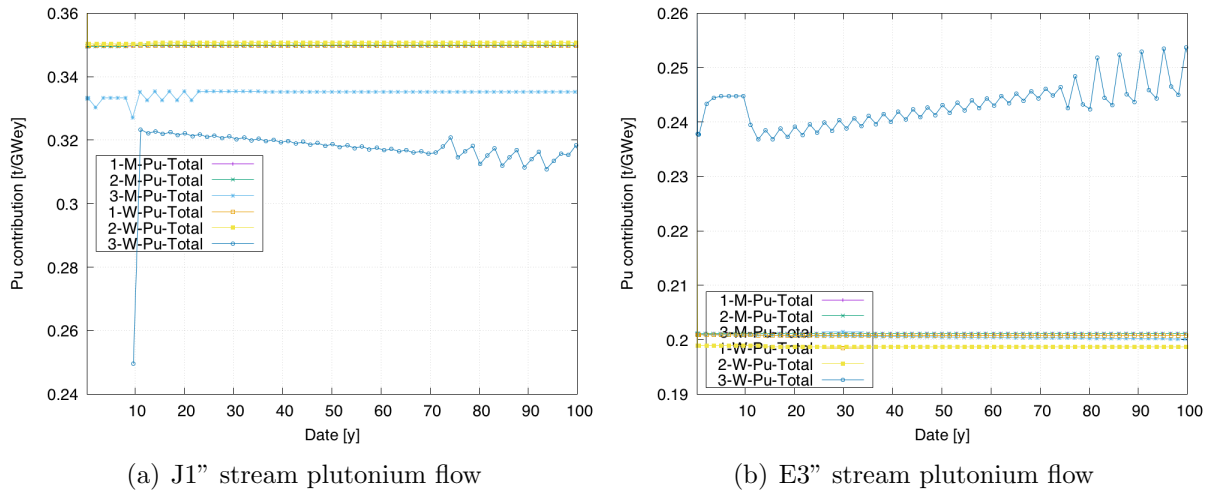 0.36
0.34
0.32
0.3
0.28
0.26
0.24
Pu contribution [t/GWey]
1-M-Pu-Total
2-M-Pu-Total
3-M-Pu-Total
1-W-Pu-Total
2-W-Pu-Total
3-W-Pu-Total
10 20 30 40 50 60 70 80 90 100
Date [y]
(a) J1” stream plutonium flow
0.26
0.25
0.24
0.23
0.22
0.21
0.2
0.19
Pu contribution [t/GWey]
1-M-Pu-Total
2-M-Pu-Total
3-M-Pu-Total
1-W-Pu-Total
2-W-Pu-Total
3-W-Pu-Total
10 20 30 40 50 60 70 80 90 100
Date [y]
(b) E3” stream plutonium flow